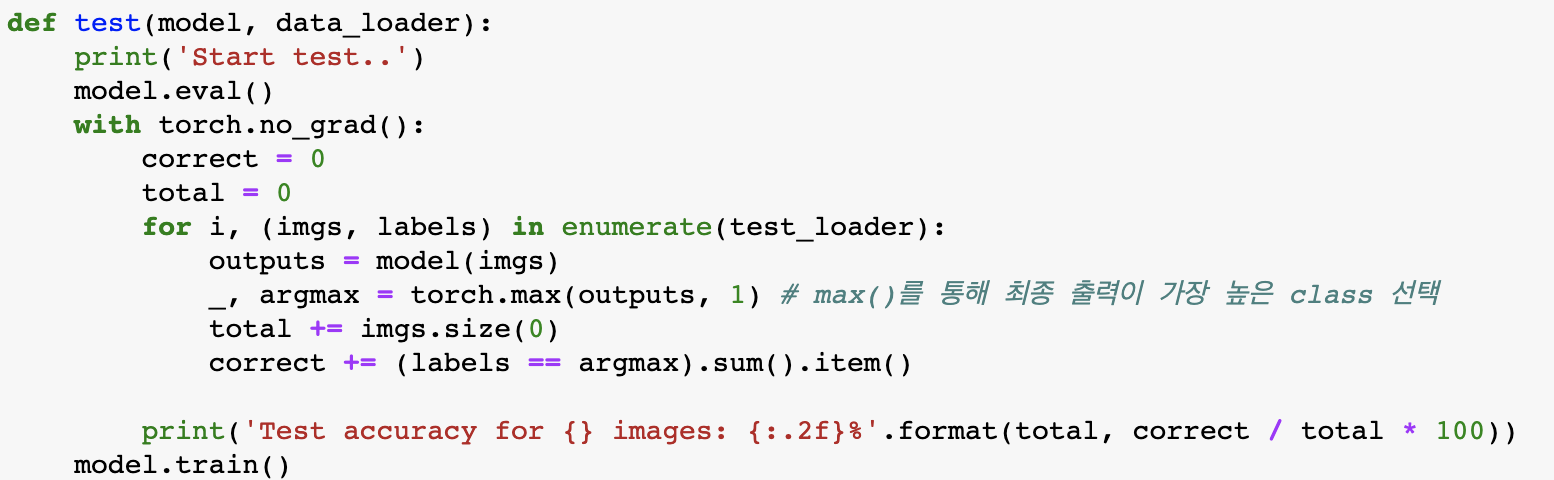 def test(model, data_loader):
    print('Start test..')
    model.eval()
    with torch.no_grad():
        correct = 0
        total = 0
        for i, (imgs, labels) in enumerate(test_loader):
            outputs = model(imgs)
            _, argmax = torch.max(outputs, 1) # max()를 통해 최종 출력이 가장 높은 class 선택
            total += imgs.size(0)
            correct += (labels == argmax).sum().item()

        print('Test accuracy for {} images: {:.2f}%'.format(total, correct / total * 100))
    model.train()